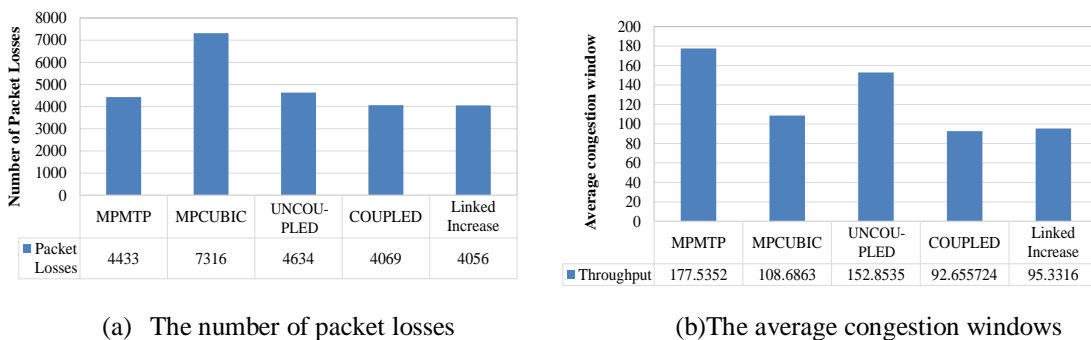 Number of Packet Losses
8000
7000
6000
5000
4000
3000
2000
1000
0
MPMTP MPCUBIC UNCOU-PLED COUPLED Linked Increase
Packet Losses 4433 7316 4634 4069 4056
(a) The number of packet losses
Average congestion window
200
180
160
140
120
100
80
60
40
20
0
MPMTP MPCUBIC UNCOU-PLED COUPLED Linked Increase
Throughput 177.5352 108.6863 152.8535 92.655724 95.3316
(b)The average congestion windows